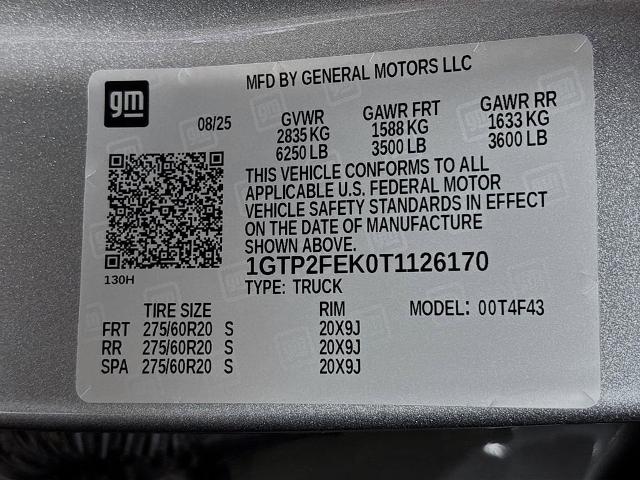 MFD BY GENERAL MOTORS LLC
gm
08/25
GVWR GAWR FRT GAWR RR
2835 KG 1588 KG 1633 KG
6250 LB 3500 LB 3600 LB
THIS VEHICLE CONFORMS TO ALL
APPLICABLE U.S. FEDERAL MOTOR
VEHICLE SAFETY STANDARDS IN EFFECT
ON THE DATE OF MANUFACTURE
SHOWN ABOVE.
130H
1GTP2FEK0T1126170
TYPE: TRUCK
TIRE SIZE RIM MODEL: 00T4F43
FRT 275/60R20 S 20X9J
RR 275/60R20 S 20X9J
SPA 275/60R20 S 20X9J